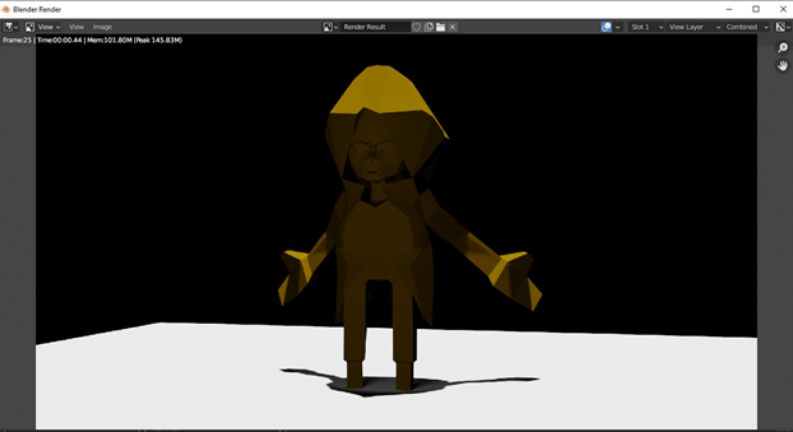 Blender Render
View View Image Render Result Slot 1 View Layer Combined
Frame:25 | Time:00:00.44 | Mem:101.80M (Peak 145.83M)